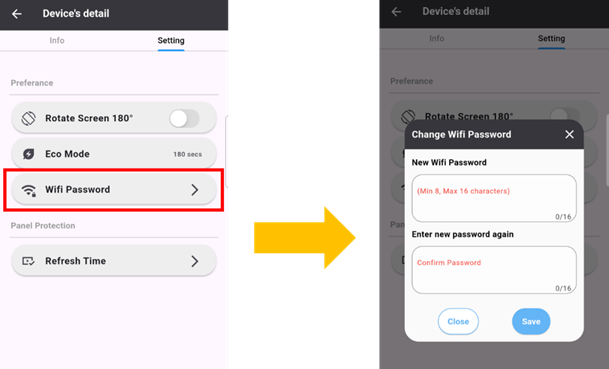 Device's detail
Info
Setting
Preferance
Rotate Screen 180°
Eco Mode
180 secs
Wifi Password
Panel Protection
Refresh Time
Device's detail
Info
Setting
Preferance
Rotate Screen 180°
Change Wifi Password
New Wifi Password
(Min 8, Max 16 characters)
0/16
Enter new password again
Confirm Password
0/16
Close
Save